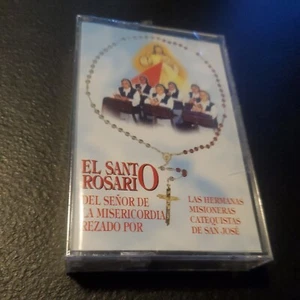 EL SANTO
ROSARIO
DEL SEÑOR DE
LA MISERICORDIA
REZADO POR
LAS HERMANAS
MISIONERAS
CATEQUISTAS
DE SAN JOSÉ